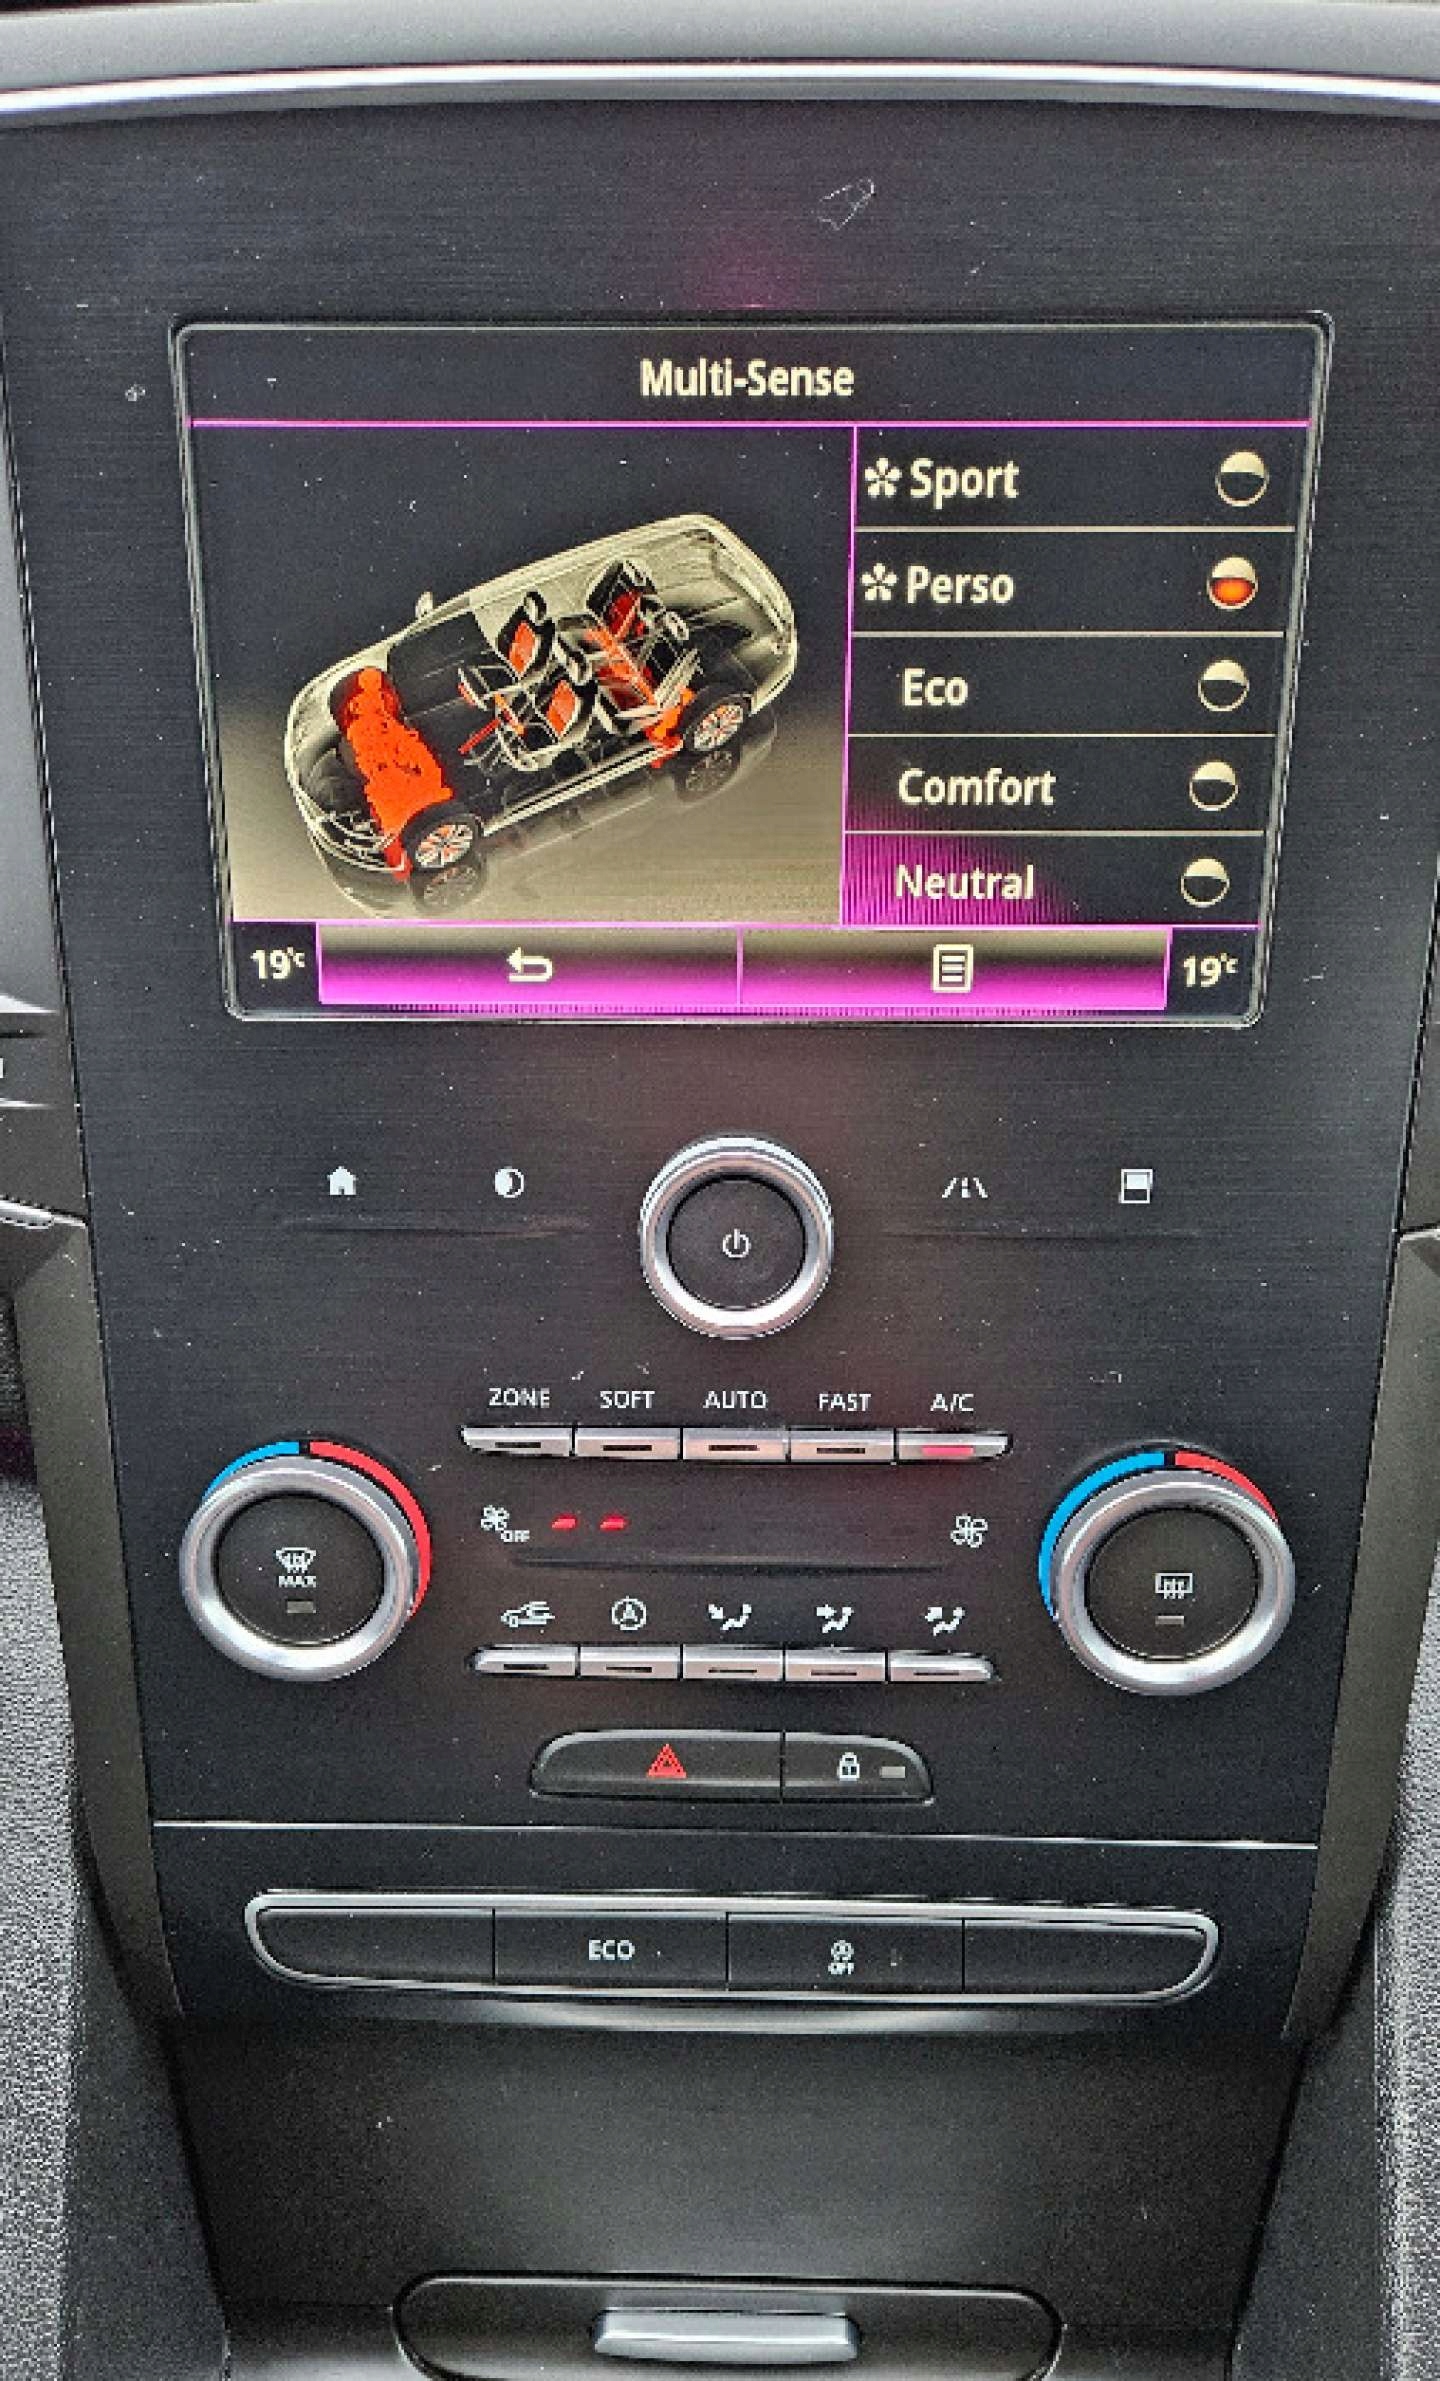 Multi-Sense
Sport
Perso
Eco
Comfort
Neutral
19°C
19°C
ZONE SOFT AUTO FAST A/C
OFF
MAX
A
ECO
OFF